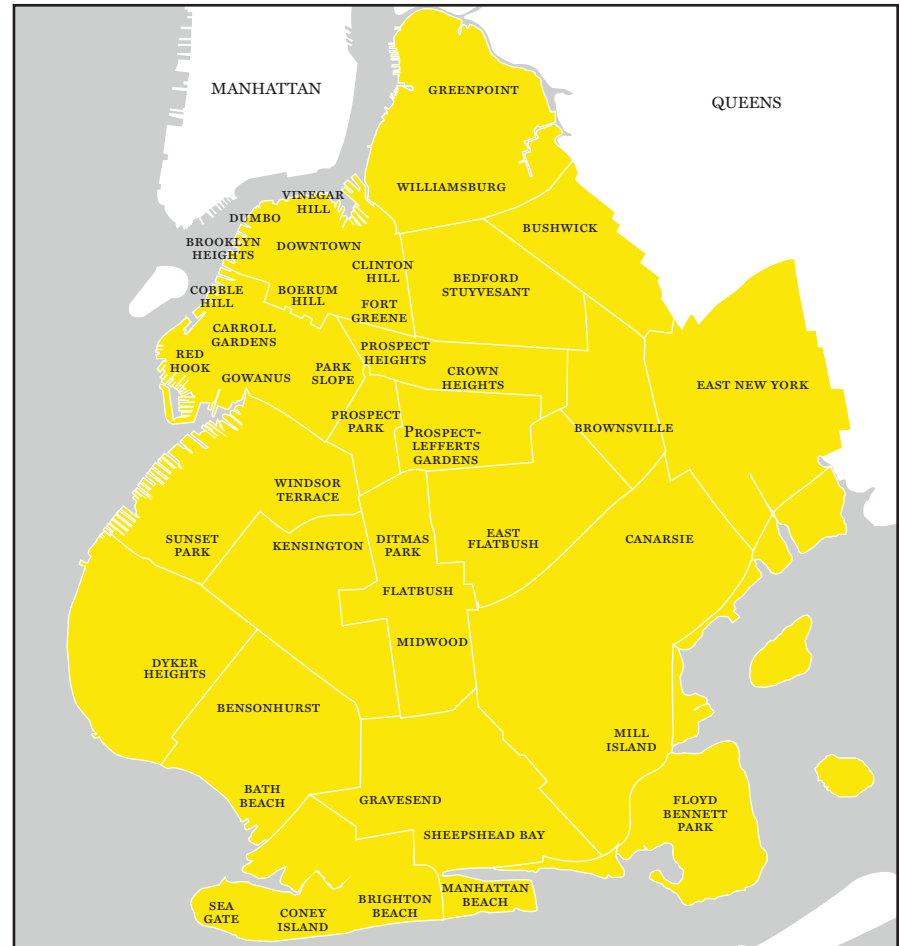 MANHATTAN
QUEENS
GREENPOINT
WILLIAMSBURG
VINEGAR
HILL
DUMBO
BUSHWICK
BROOKLYN
HEIGHTS
DOWNTOWN
CLINTON
HILL
BEDFORD
STUYVESANT
COBBLE
HILL
BOERUM
HILL
FORT
GREENE
CARROLL
GARDENS
PROSPECT
HEIGHTS
RED
HOOK
GOWANUS
PARK
SLOPE
CROWN
HEIGHTS
EAST NEW YORK
PROSPECT
PARK
PROSPECT-
LEFFERTS
GARDENS
BROWNSVILLE
WINDSOR
TERRACE
SUNSET
PARK
KENSINGTON
DITMAS
PARK
EAST
FLATBUSH
CANARSIE
FLATBUSH
MIDWOOD
DYKER
HEIGHTS
BENSONHURST
MILL
ISLAND
BATH
BEACH
GRAVESEND
FLOYD
BENNETT
PARK
SHEEPSHEAD BAY
MANHATTAN
BEACH
BRIGHTON
BEACH
SEA
GATE
CONEY
ISLAND